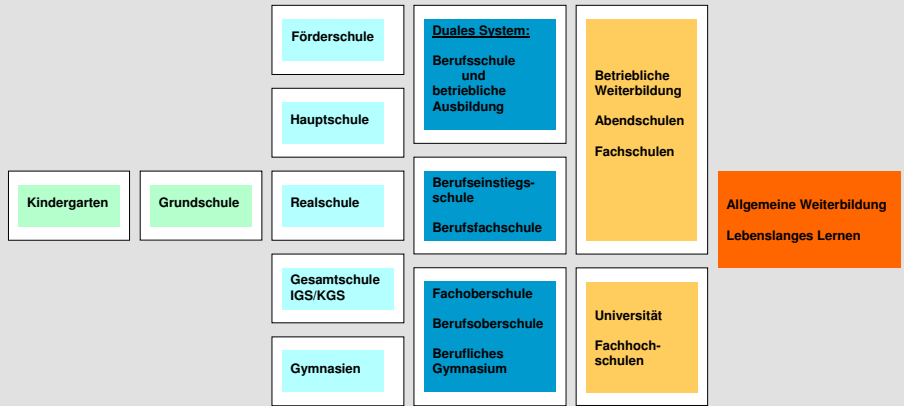 Kindergarten
Grundschule
Förderschule
Hauptschule
Realschule
Gesamtschule
IGS/KGS
Gymnasien
Duales System:
Berufsschule
und
betriebliche
Ausbildung
Berufseinstiegs-
schule
Berufsfachschule
Fachoberschule
Berufsoberschule
Berufliches
Gymnasium
Betriebliche
Weiterbildung
Abendschulen
Fachschulen
Universität
Fachhoch-
schulen
Allgemeine Weiterbildung
Lebenslanges Lernen